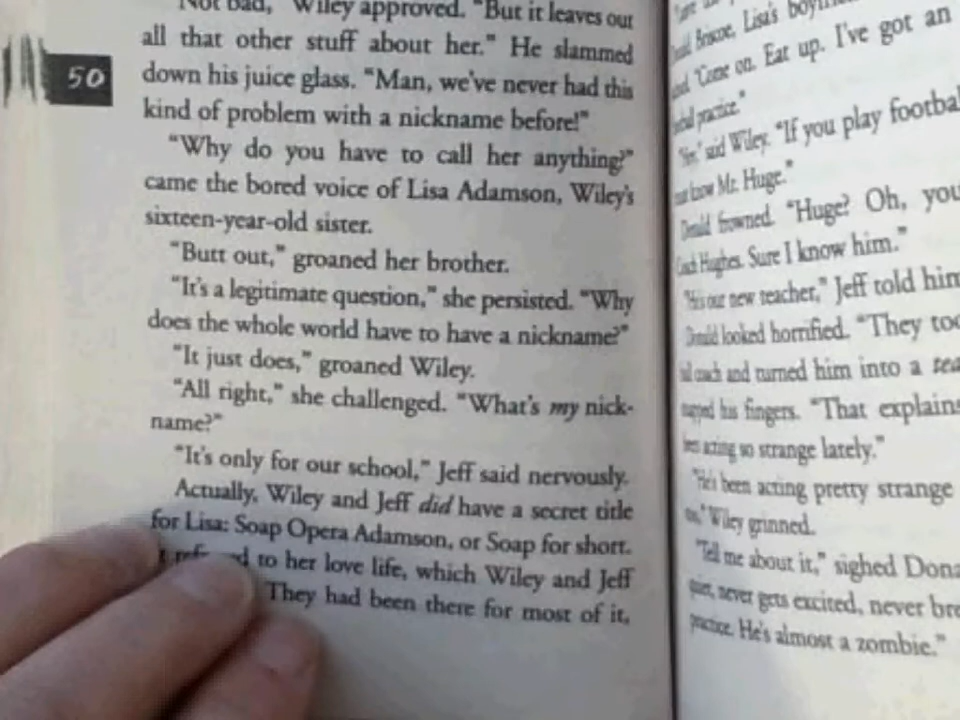 "Not bad," Wiley approved. "But it leaves out
all that other stuff about her." He slammed
down his juice glass. "Man, we've never had this
kind of problem with a nickname before!"
"Why do you have to call her anything?"
came the bored voice of Lisa Adamson, Wiley's
sixteen-year-old sister.
"Butt out," groaned her brother.
"It's a legitimate question," she persisted. "Why
does the whole world have to have a nickname?"
"It just does," groaned Wiley.
"All right," she challenged. "What's my nick-
name?"
"It's only for our school," Jeff said nervously.
Actually, Wiley and Jeff did have a secret title
for Lisa: Soap Opera Adamson, or Soap for short.
to her love life, which Wiley and Jeff
They had been there for most of it,
50
Briscoe, Lisa's
"Come on. Eat up. I've got an
practice."
said Wiley. "If you play
know Mr. Huge."
Donald frowned. "Huge? Oh, you
Hughes. Sure I know him."
new teacher," Jeff told him
Donald looked horrified. "They
coach and turned him into a
his fingers. "That explains
acting so strange lately."
"He's been acting pretty strange
Wiley grinned.
"Tell me about it," sighed
quiet, never gets excited, never
practice. He's almost a zombie."